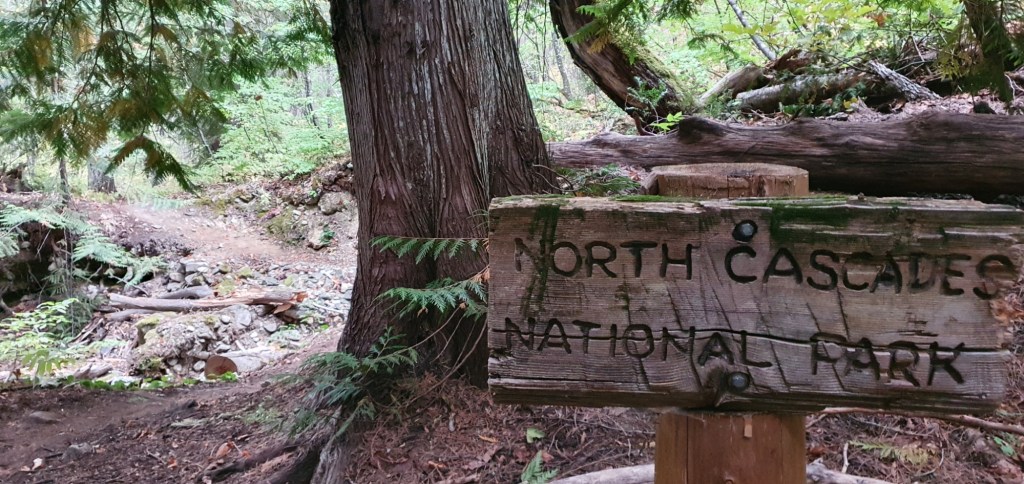 NORTH CASCADES
NATIONAL PARK